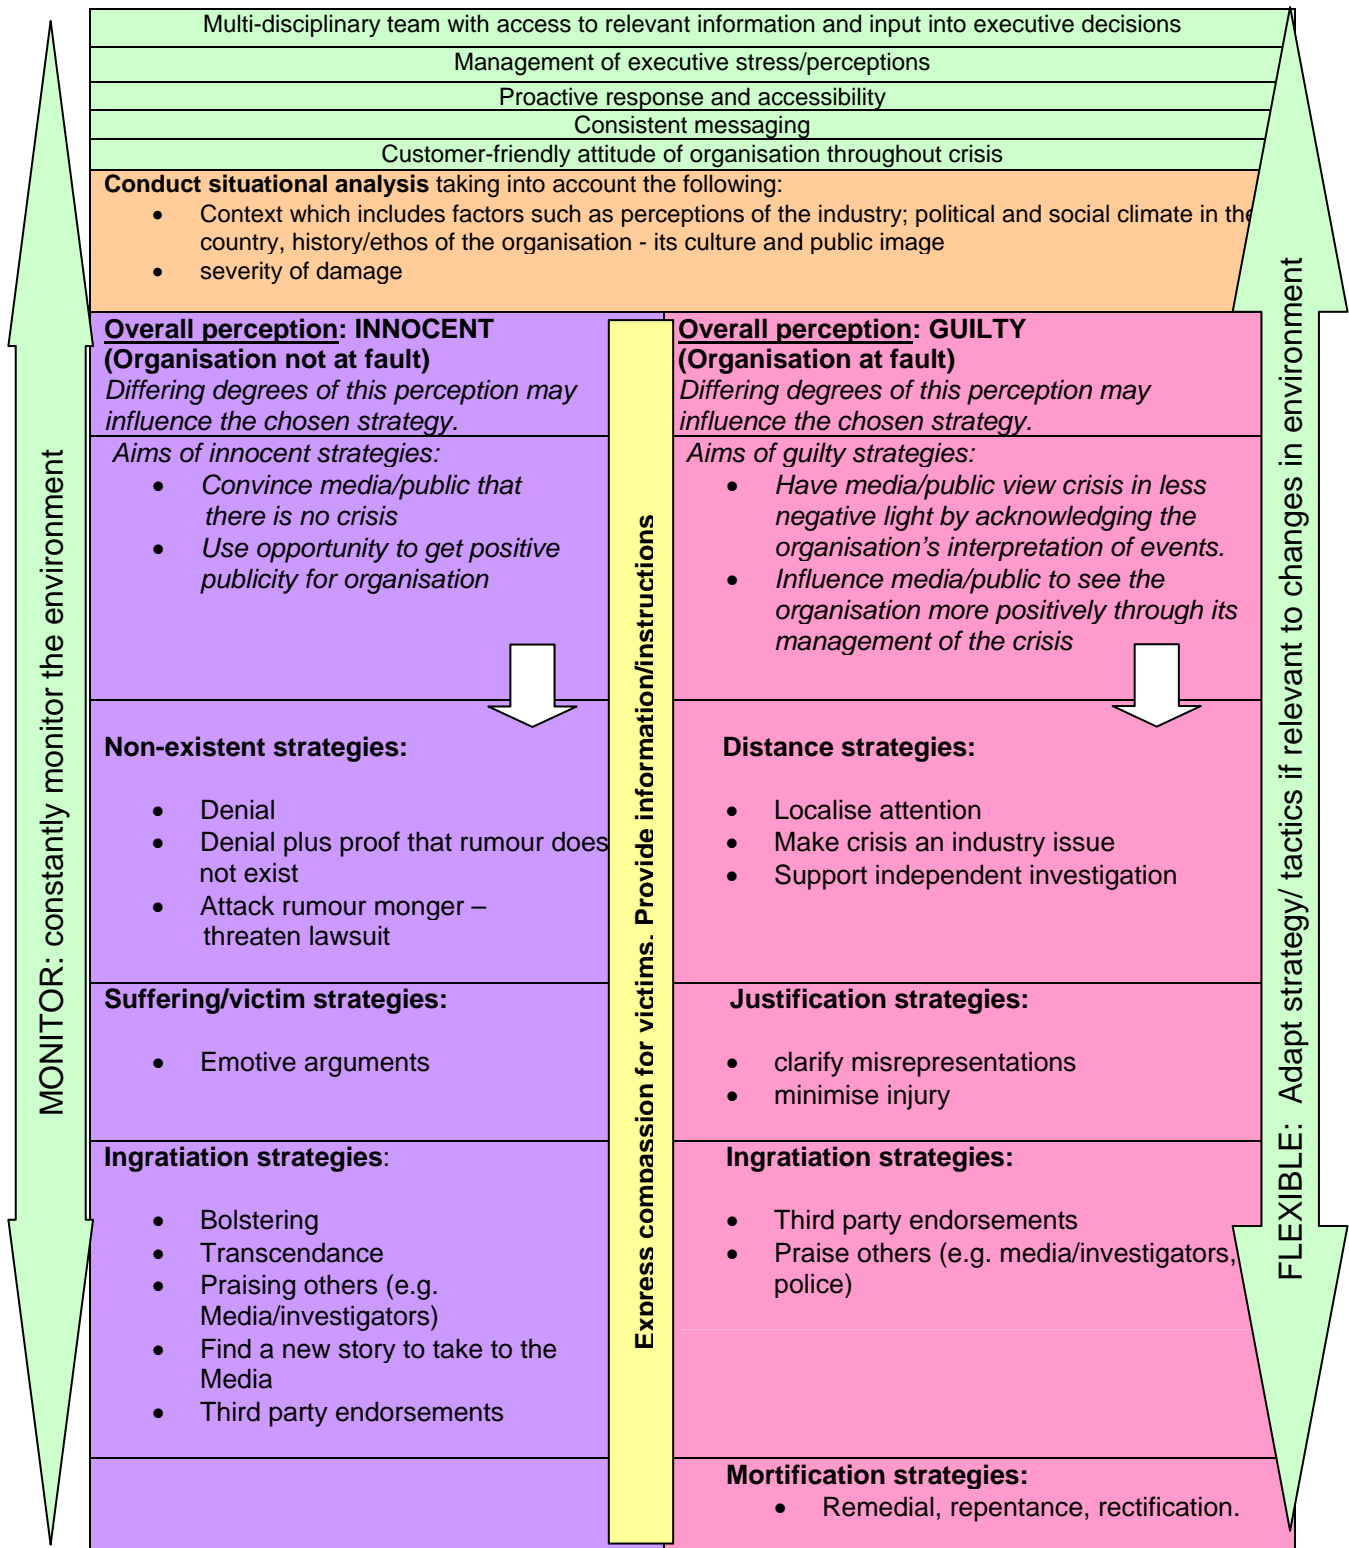 Multi-disciplinary team with access to relevant information and input into executive decisions
Management of executive stress/perceptions
Proactive response and accessibility
Consistent messaging
Customer-friendly attitude of organisation throughout crisis
Conduct situational analysis taking into account the following:
• Context which includes factors such as perceptions of the industry; political and social climate in the
country, history/ethos of the organisation - its culture and public image
• severity of damage
MONITOR: constantly monitor the environment
Overall perception: INNOCENT
(Organisation not at fault)
Differing degrees of this perception may
influence the chosen strategy.
Aims of innocent strategies:
• Convince media/public that
there is no crisis
• Use opportunity to get positive
publicity for organisation
Non-existent strategies:
• Denial
• Denial plus proof that rumour does
not exist
• Attack rumour monger –
threaten lawsuit
Suffering/victim strategies:
• Emotive arguments
Ingratiation strategies:
• Bolstering
• Transcendance
• Praising others (e.g.
Media/investigators)
• Find a new story to take to the
Media
• Third party endorsements
Express compassion for victims. Provide information/instructions
Overall perception: GUILTY
(Organisation at fault)
Differing degrees of this perception may
influence the chosen strategy.
Aims of guilty strategies:
• Have media/public view crisis in less
negative light by acknowledging the
organisation's interpretation of events.
• Influence media/public to see the
organisation more positively through its
management of the crisis
Distance strategies:
• Localise attention
• Make crisis an industry issue
• Support independent investigation
Justification strategies:
• clarify misrepresentations
• minimise injury
Ingratiation strategies:
• Third party endorsements
• Praise others (e.g. media/investigators,
police)
Mortification strategies:
• Remedial, repentance, rectification.
FLEXIBLE: Adapt strategy/ tactics if relevant to changes in environment